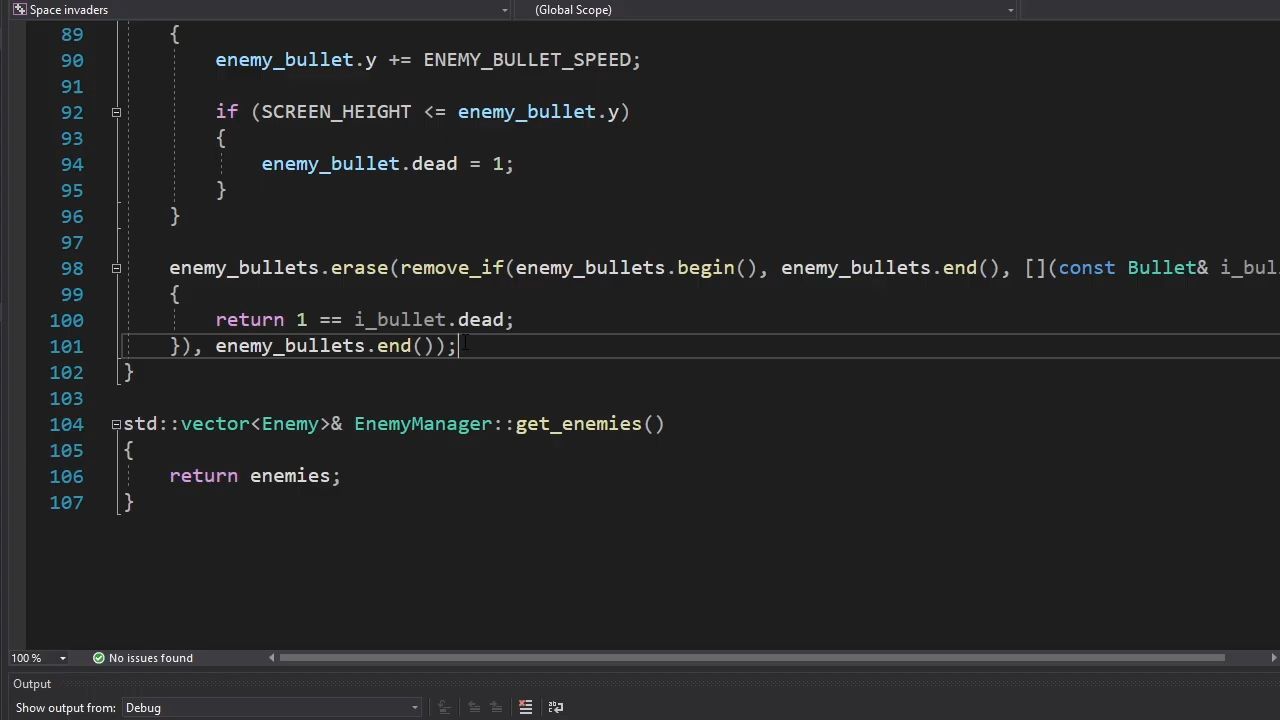 Space invaders (Global Scope)
89 {
90 enemy_bullet.y += ENEMY_BULLET_SPEED;
91
92 if (SCREEN_HEIGHT <= enemy_bullet.y)
93 {
94 enemy_bullet.dead = 1;
95 }
96 }
97
98 enemy_bullets.erase(remove_if(enemy_bullets.begin(), enemy_bullets.end(), [](const Bullet& i_bul
99 {
100 return 1 == i_bullet.dead;
101 }), enemy_bullets.end());
102 }
103
104 std::vector<Enemy>& EnemyManager::get_enemies()
105 {
106 return enemies;
107 }
100 % No issues found
Output
Show output from: Debug